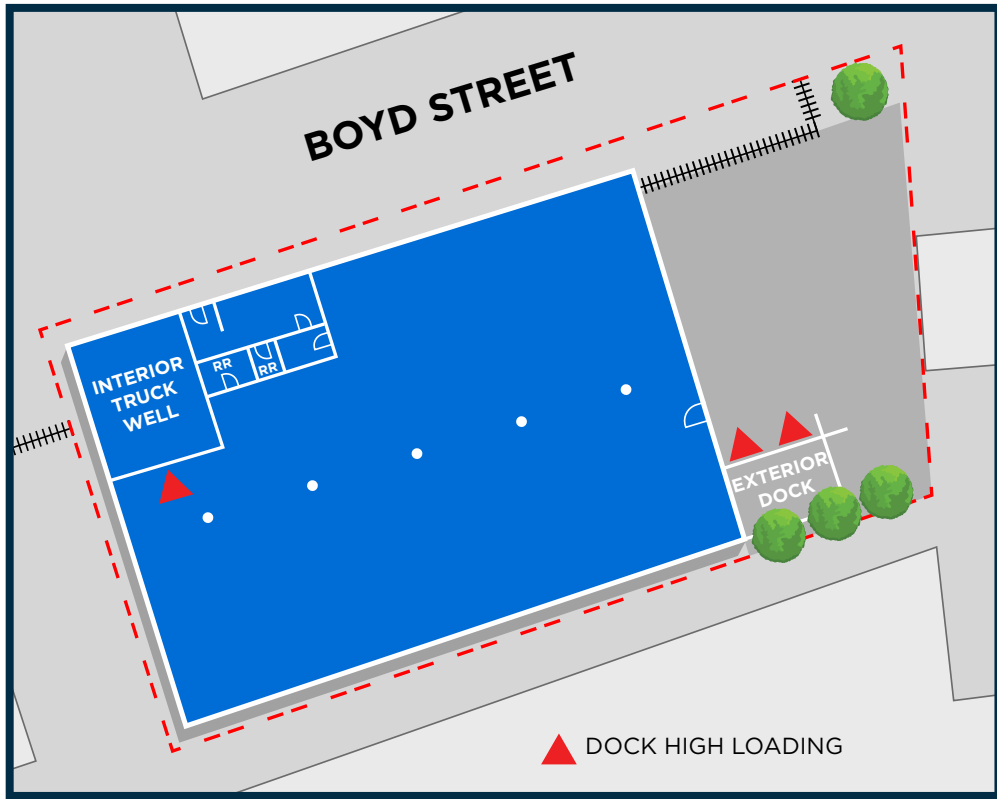 BOYD STREET
INTERIOR
TRUCK
WELL
RR
RR
EXTERIOR
DOCK
DOCK HIGH LOADING